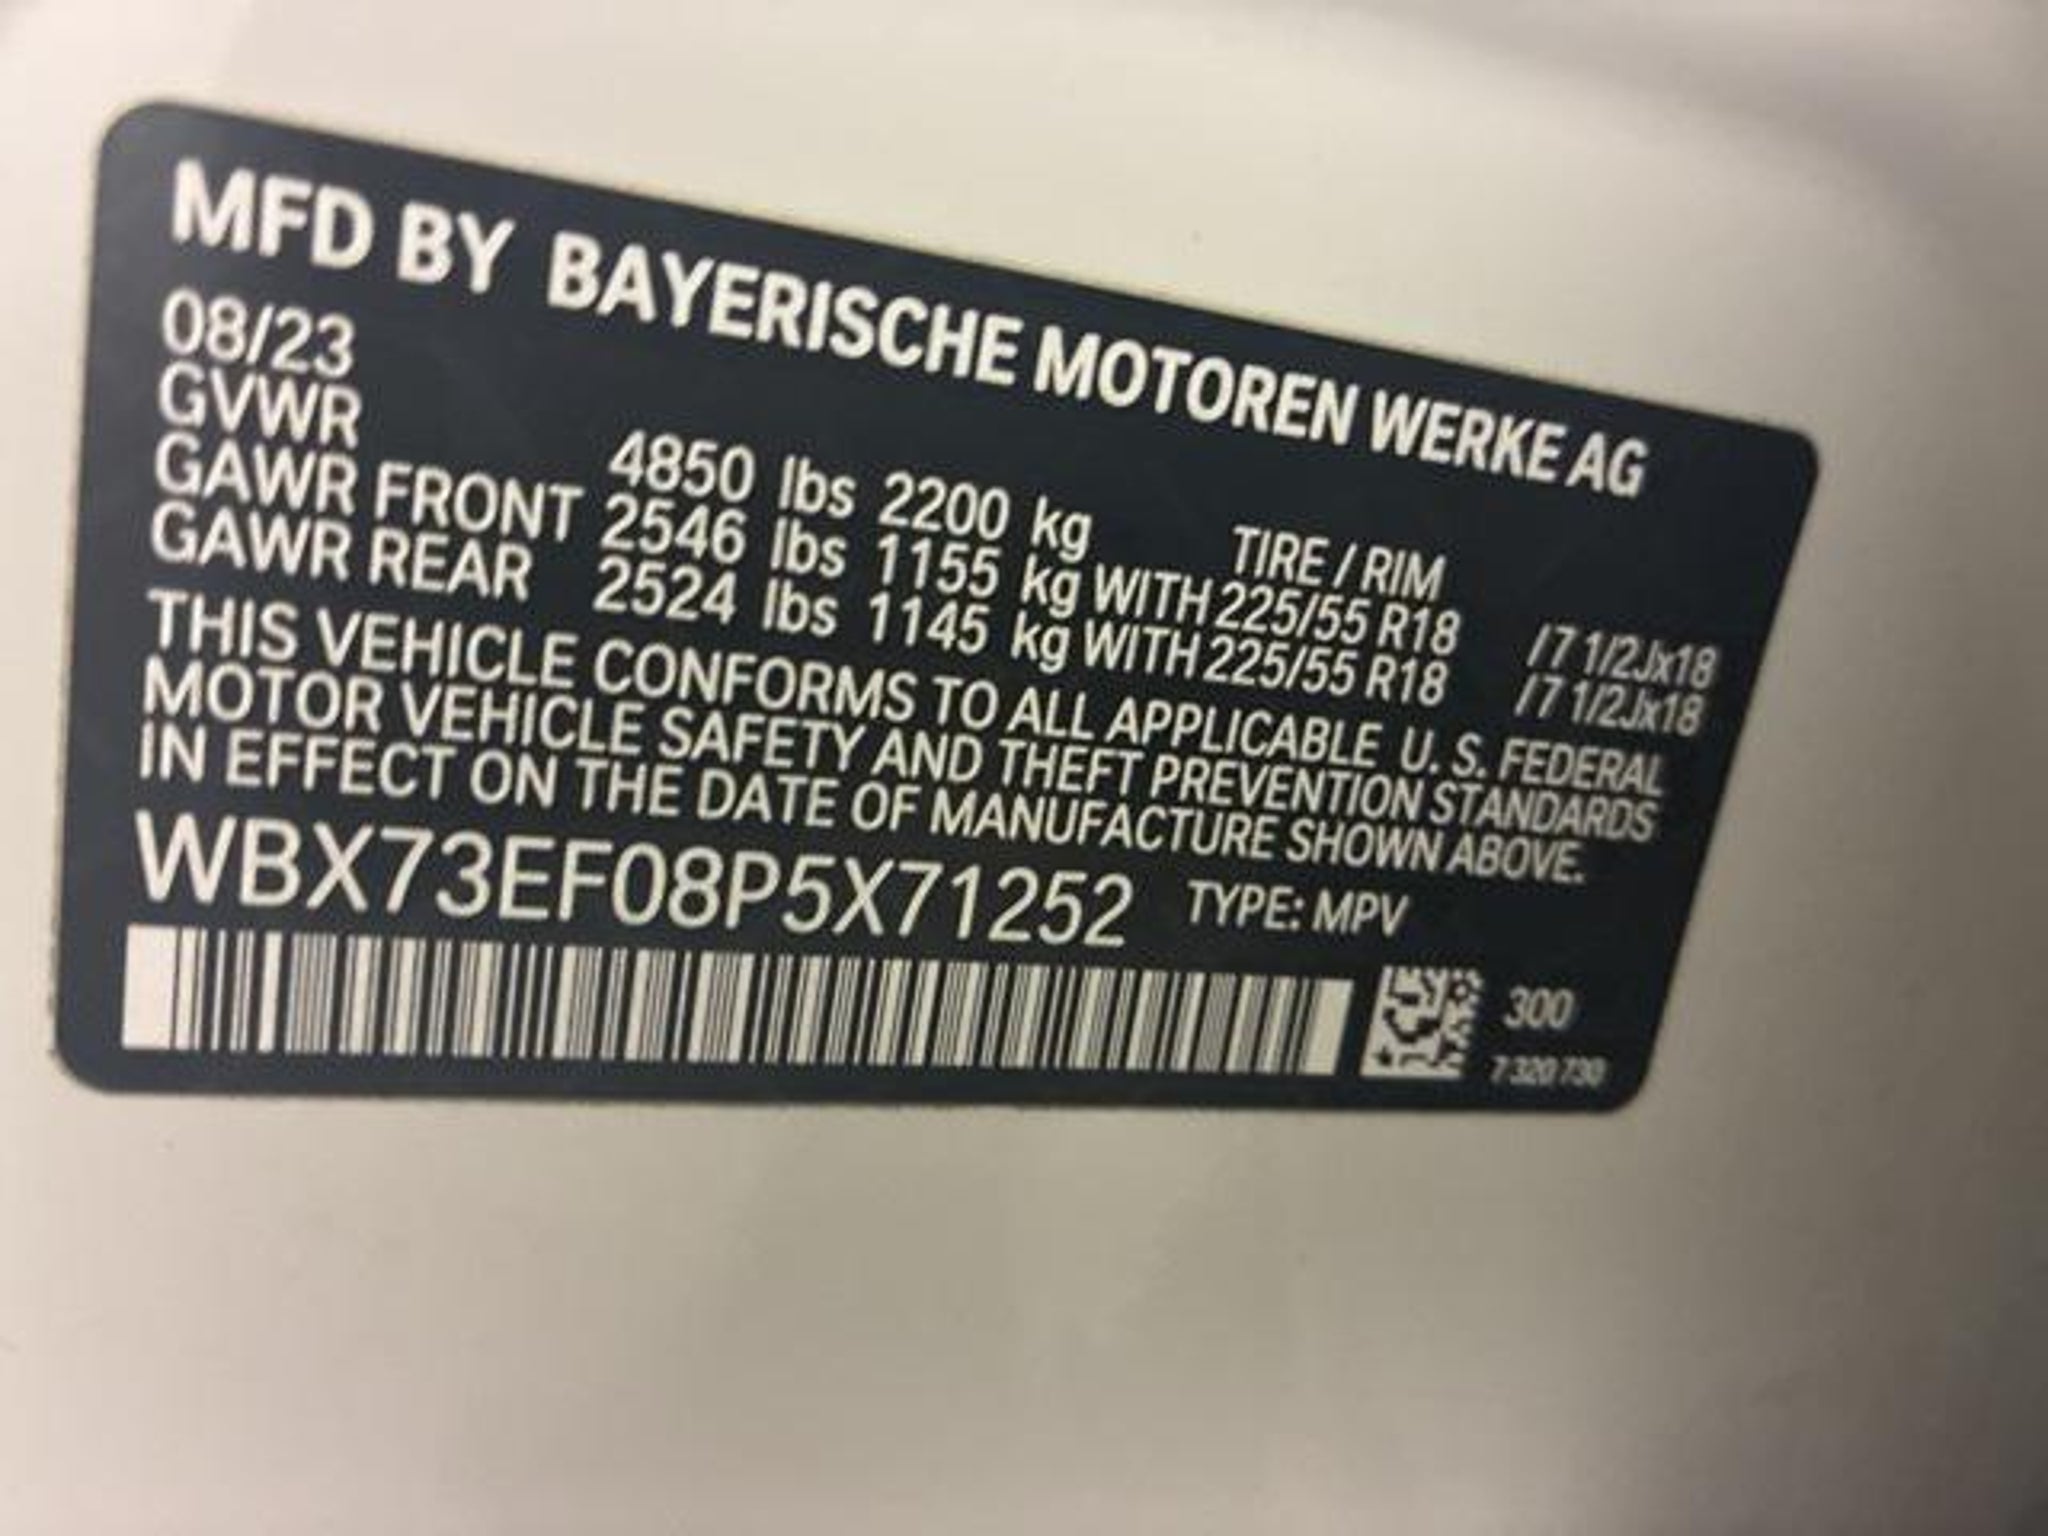 MFD BY BAYERISCHE MOTOREN WERKE AG
08/23
GVWR 4850 lbs 2200 kg TIRE / RIM
GAWR FRONT 2546 lbs 1155 kg WITH 225/55 R18 /7 1/2Jx18
GAWR REAR 2524 lbs 1145 kg WITH 225/55 R18 /7 1/2Jx18
THIS VEHICLE CONFORMS TO ALL APPLICABLE U. S. FEDERAL
MOTOR VEHICLE SAFETY AND THEFT PREVENTION STANDARDS
IN EFFECT ON THE DATE OF MANUFACTURE SHOWN ABOVE.
WBX73EF08P5X71252 TYPE: MPV
300
7 320 730